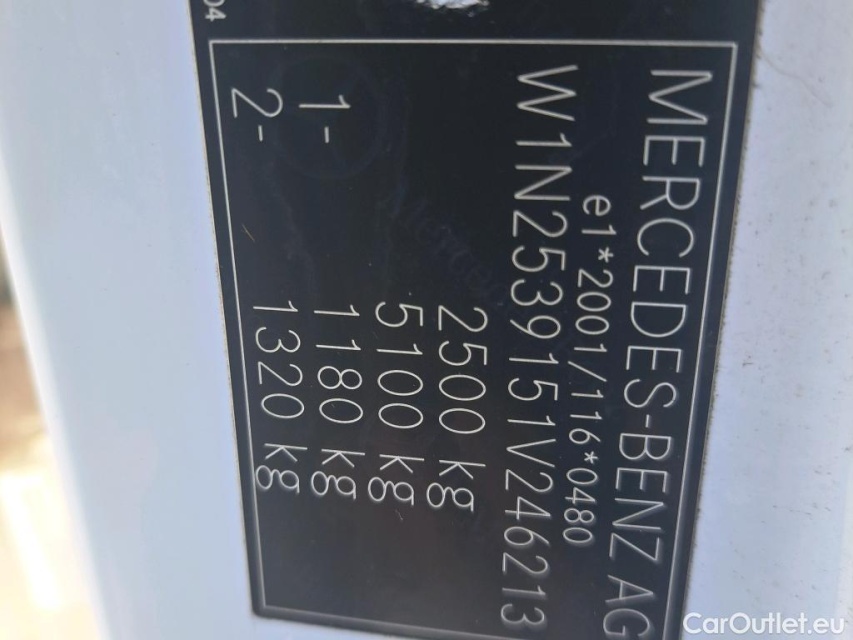 MERCEDES-BENZ AG
e1*2001/116*0480
W1N2539151V246213
2500 kg
5100 kg
1- 1180 kg
2- 1320 kg
04
CarOutlet.eu